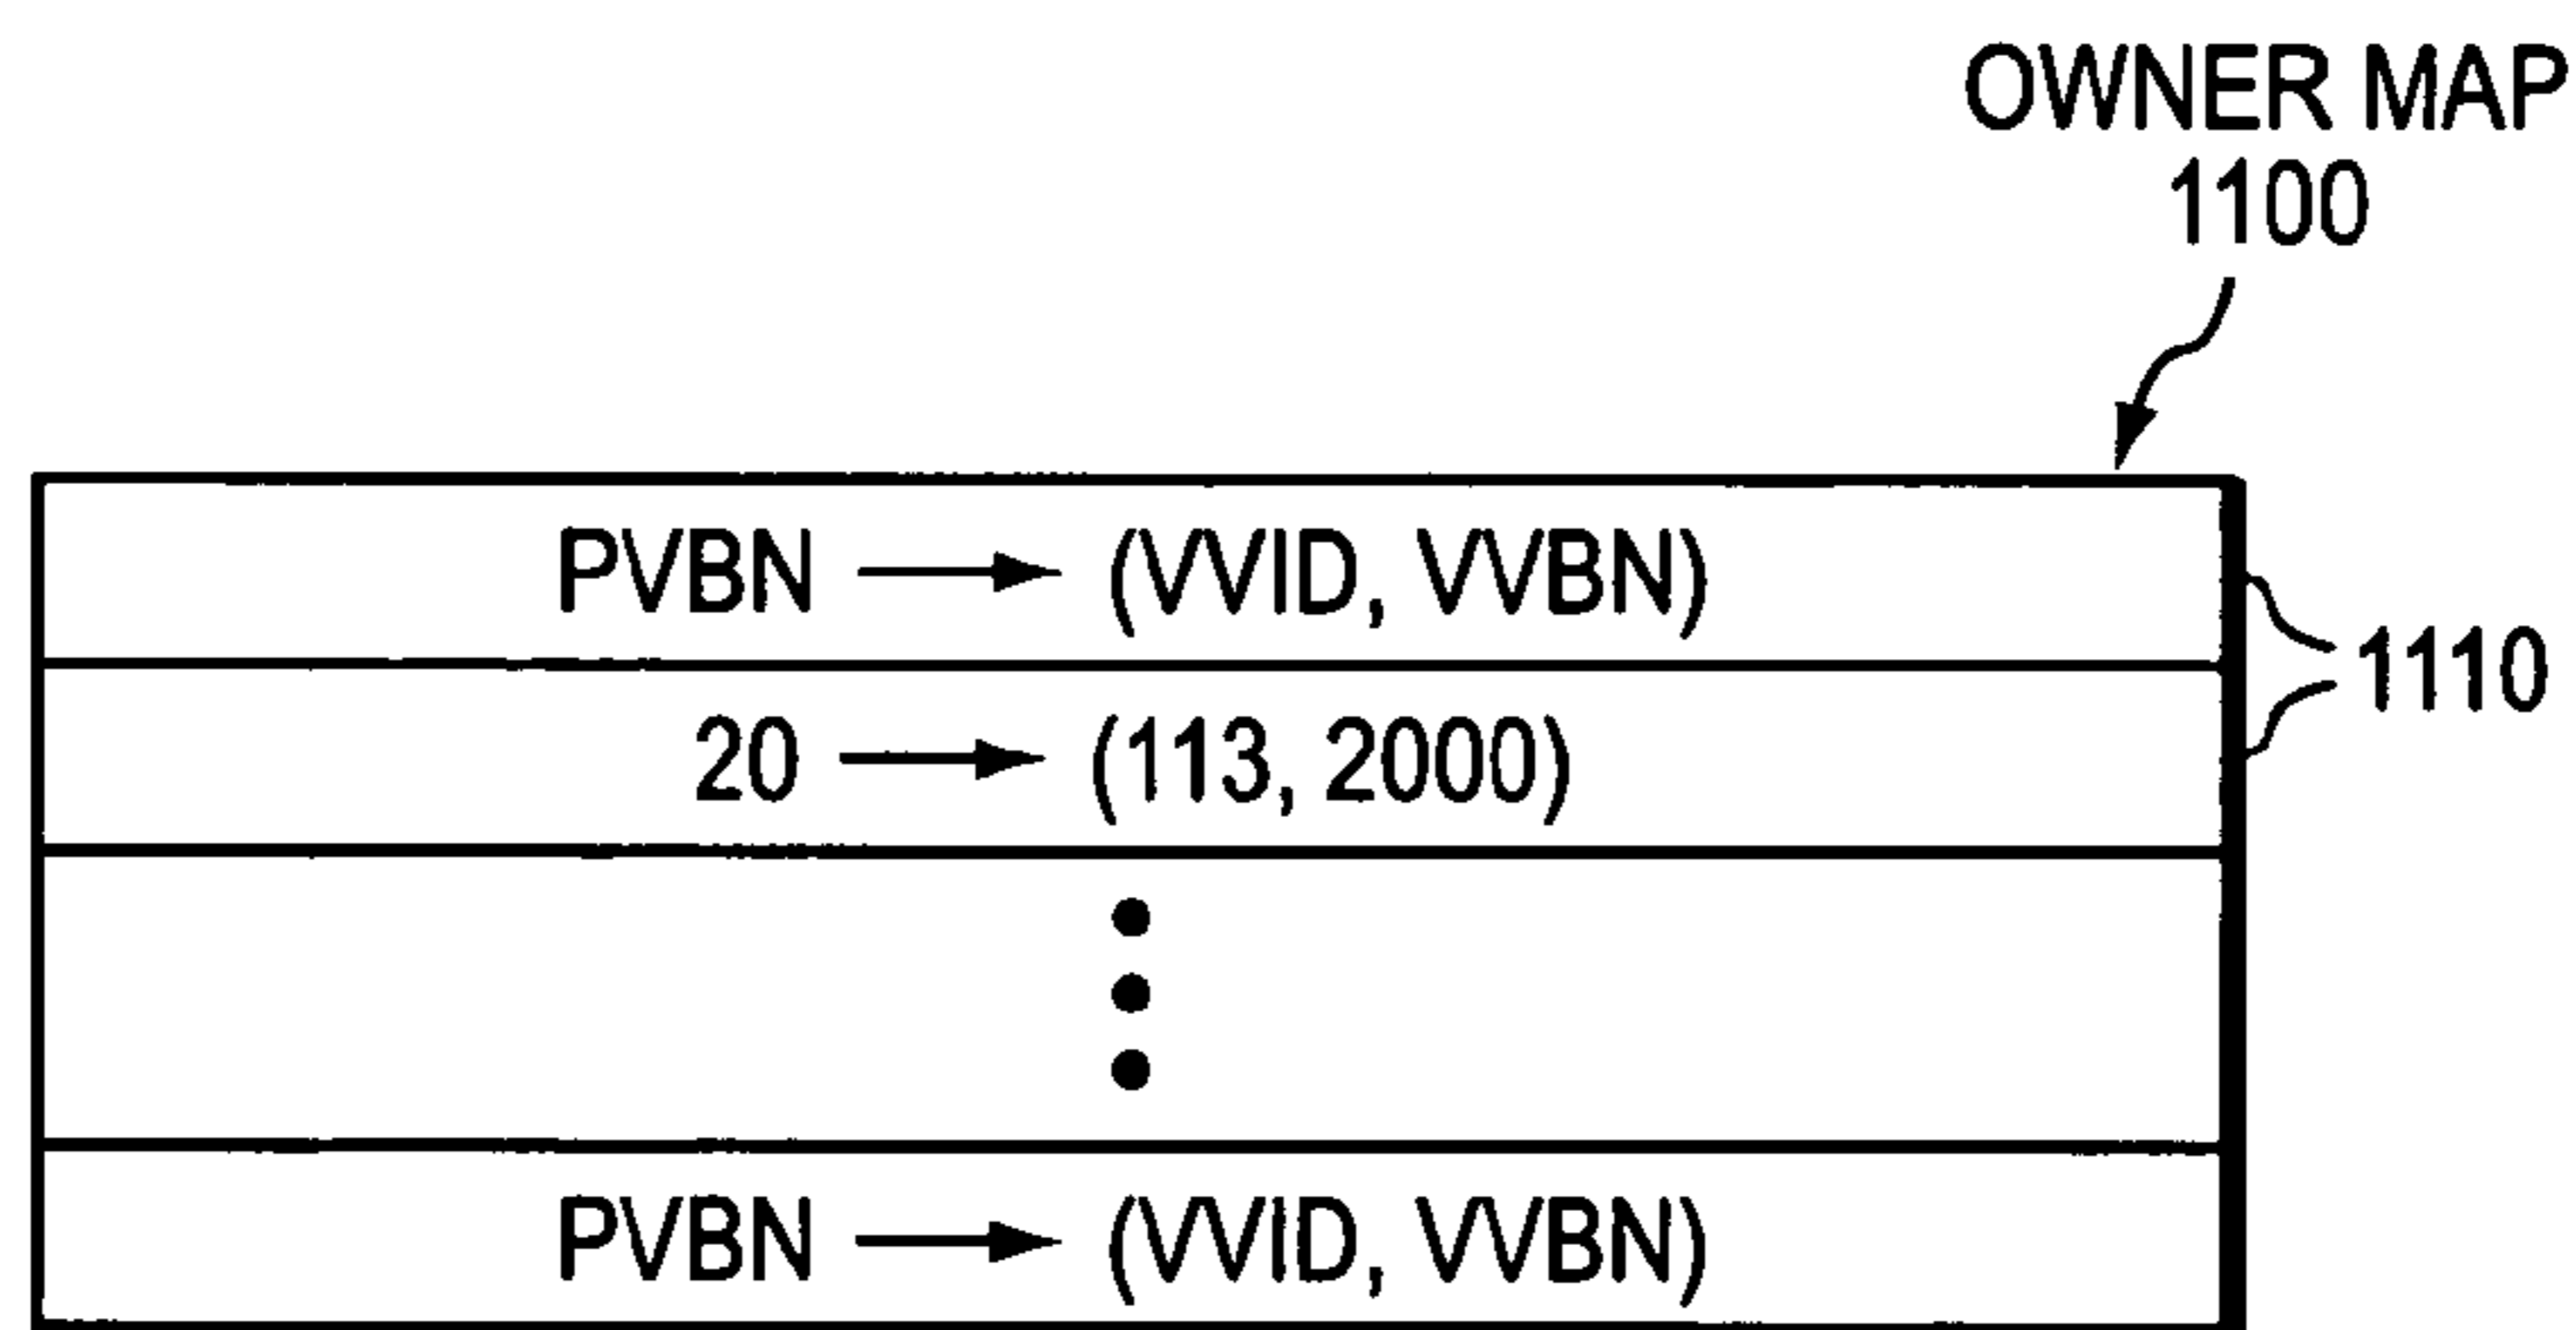 OWNER MAP
1100
PVBN → (VVID, VVBN)
1110
20 → (113, 2000)
PVBN → (VVID, VVBN)